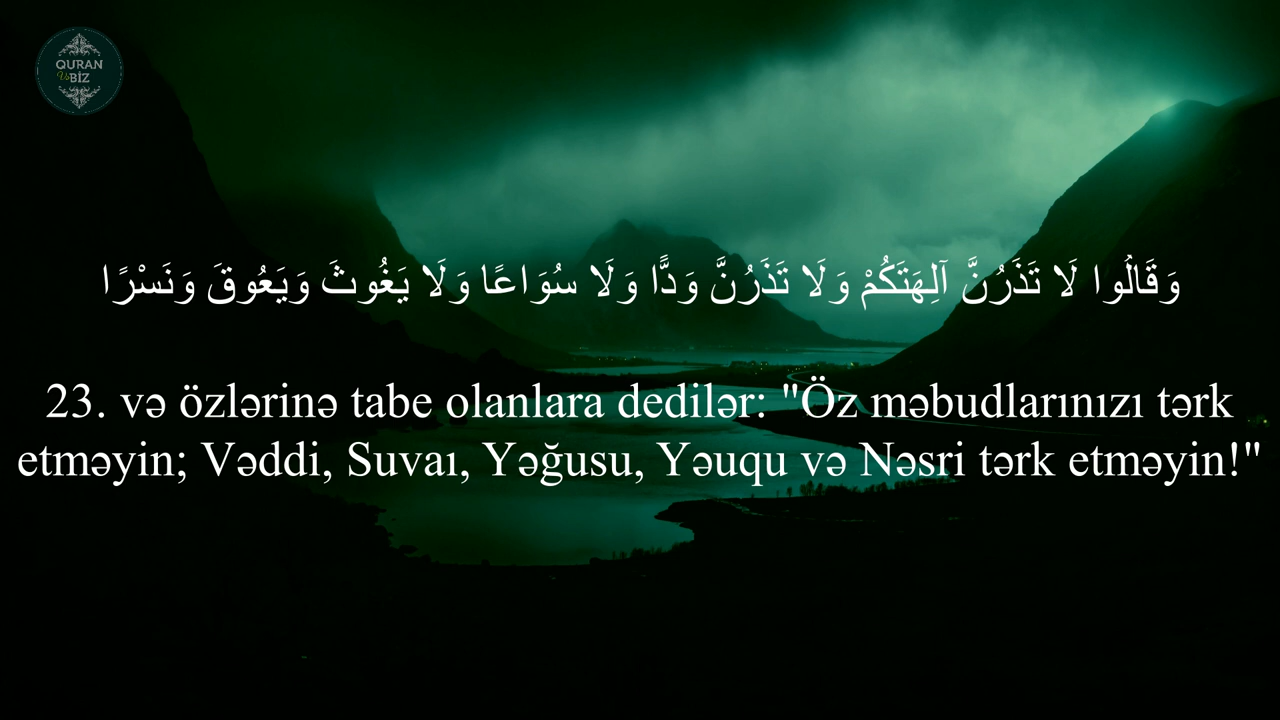 QURAN
Və BİZ
وَقَالُوا لَا تَذَرُنَّ آلِهَتَكُمْ وَلَا تَذَرُنَّ وَدًّا وَلَا سُوَاعًا وَلَا يَغُوثَ وَيَعُوقَ وَنَسْرًا
23. və özlərinə tabe olanlara dedilər: "Öz məbudlarınızı tərk
etməyin; Vəddi, Suvaı, Yəğusu, Yəuqu və Nəsri tərk etməyin!"